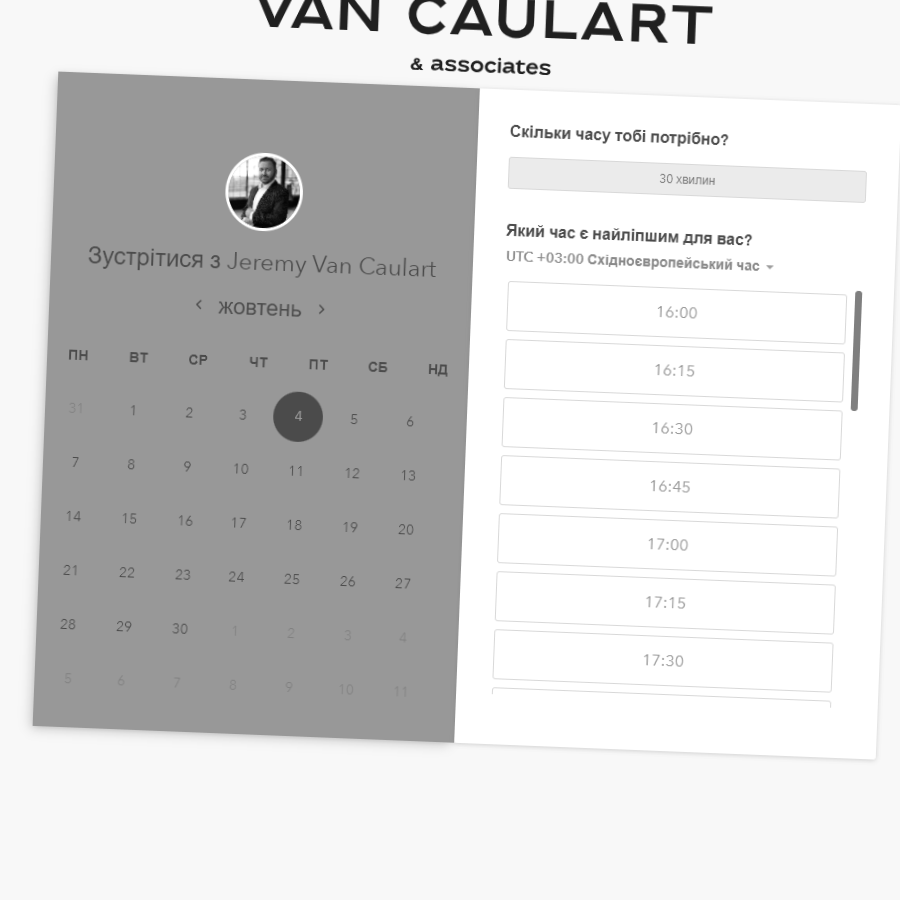 VAN CAULART
& associates
Зустрітися з Jeremy Van Caulart
жовтень
ПН ВТ СР ЧТ ПТ СБ НД
31 1 2 3 4 5 6
7 8 9 10 11 12 13
14 15 16 17 18 19 20
21 22 23 24 25 26 27
28 29 30 1 2 3 4
5 6 7 8 9 10 11
Скільки часу тобі потрібно?
30 хвилин
Який час є найліпшим для вас?
UTC +03:00 Східноєвропейський час
16:00
16:15
16:30
16:45
17:00
17:15
17:30